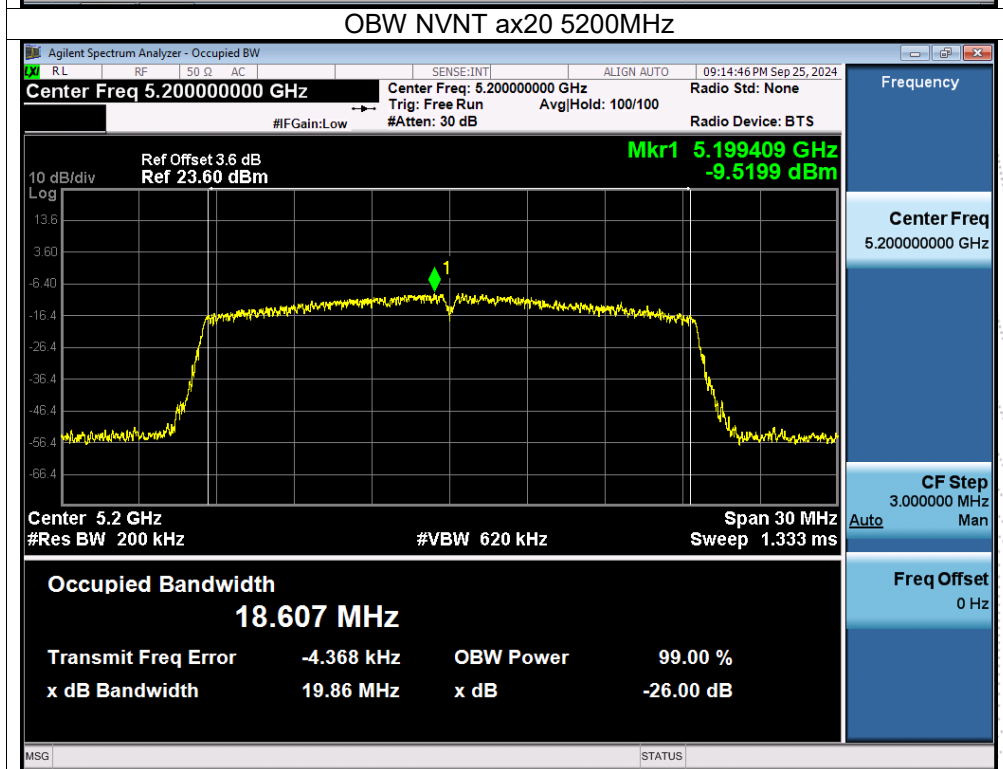 OBW NVNT ax20 5200MHz
Agilent Spectrum Analyzer - Occupied BW
LXI RL RF 50 Ω AC SENSE:INT ALIGN AUTO 09:14:46 PM Sep 25, 2024
Center Freq 5.200000000 GHz Center Freq: 5.200000000 GHz Radio Std: None Frequency
Trig: Free Run Avg|Hold: 100/100
#IFGain:Low #Atten: 30 dB Radio Device: BTS
Mkr1 5.199409 GHz
Ref Offset 3.6 dB
10 dB/div Ref 23.60 dBm -9.5199 dBm
Log
13.6
3.60
-6.40
-16.4
-26.4
-36.4
-46.4
-56.4
-66.4
1
Center Freq
5.200000000 GHz
Center 5.2 GHz Span 30 MHz
#Res BW 200 kHz #VBW 620 kHz Sweep 1.333 ms
CF Step
3.000000 MHz
Auto Man
Freq Offset
0 Hz
Occupied Bandwidth
18.607 MHz
Transmit Freq Error -4.368 kHz OBW Power 99.00 %
x dB Bandwidth 19.86 MHz x dB -26.00 dB
MSG STATUS